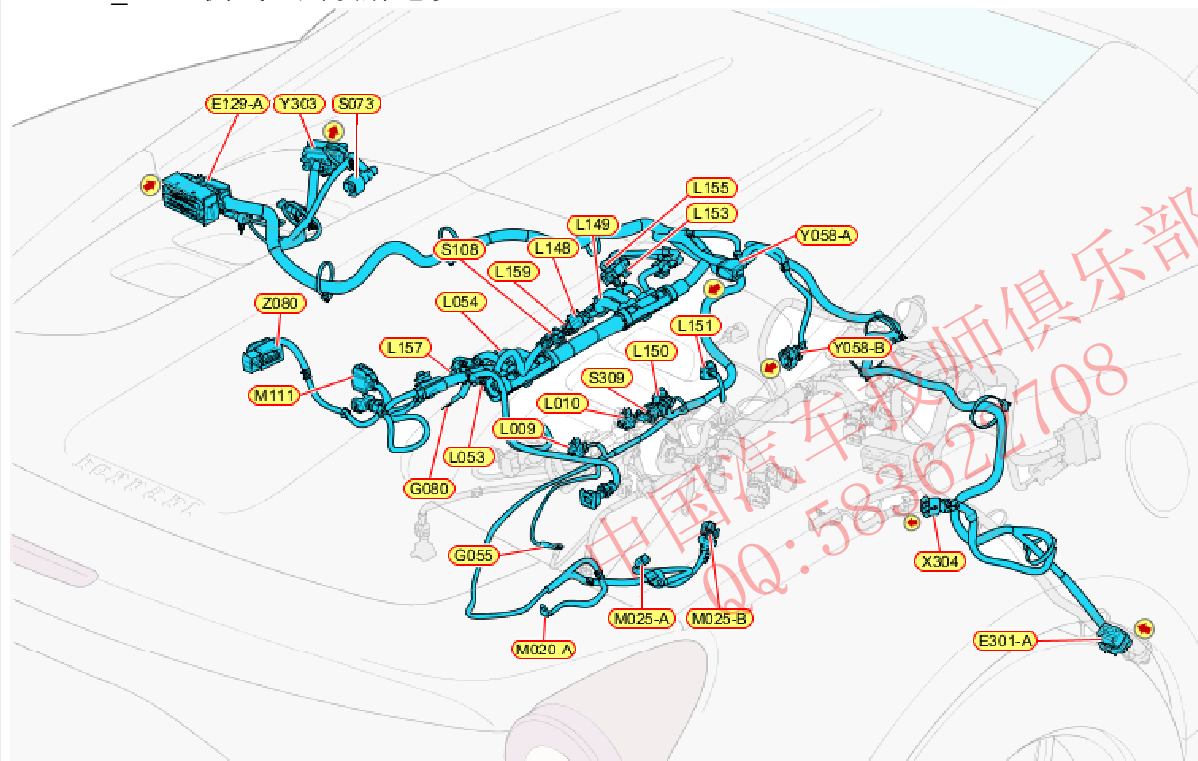 E129-A
Y303
S073
L155
L153
L149
Y058-A
S108
L148
L159
Z080
L054
L151
L157
L150
Y058-B
S309
M111
L010
L009
L053
G080
G055
X304
M025-A
M025-B
M020-A
E301-A
中国汽车技师俱乐部
QQ:583622708